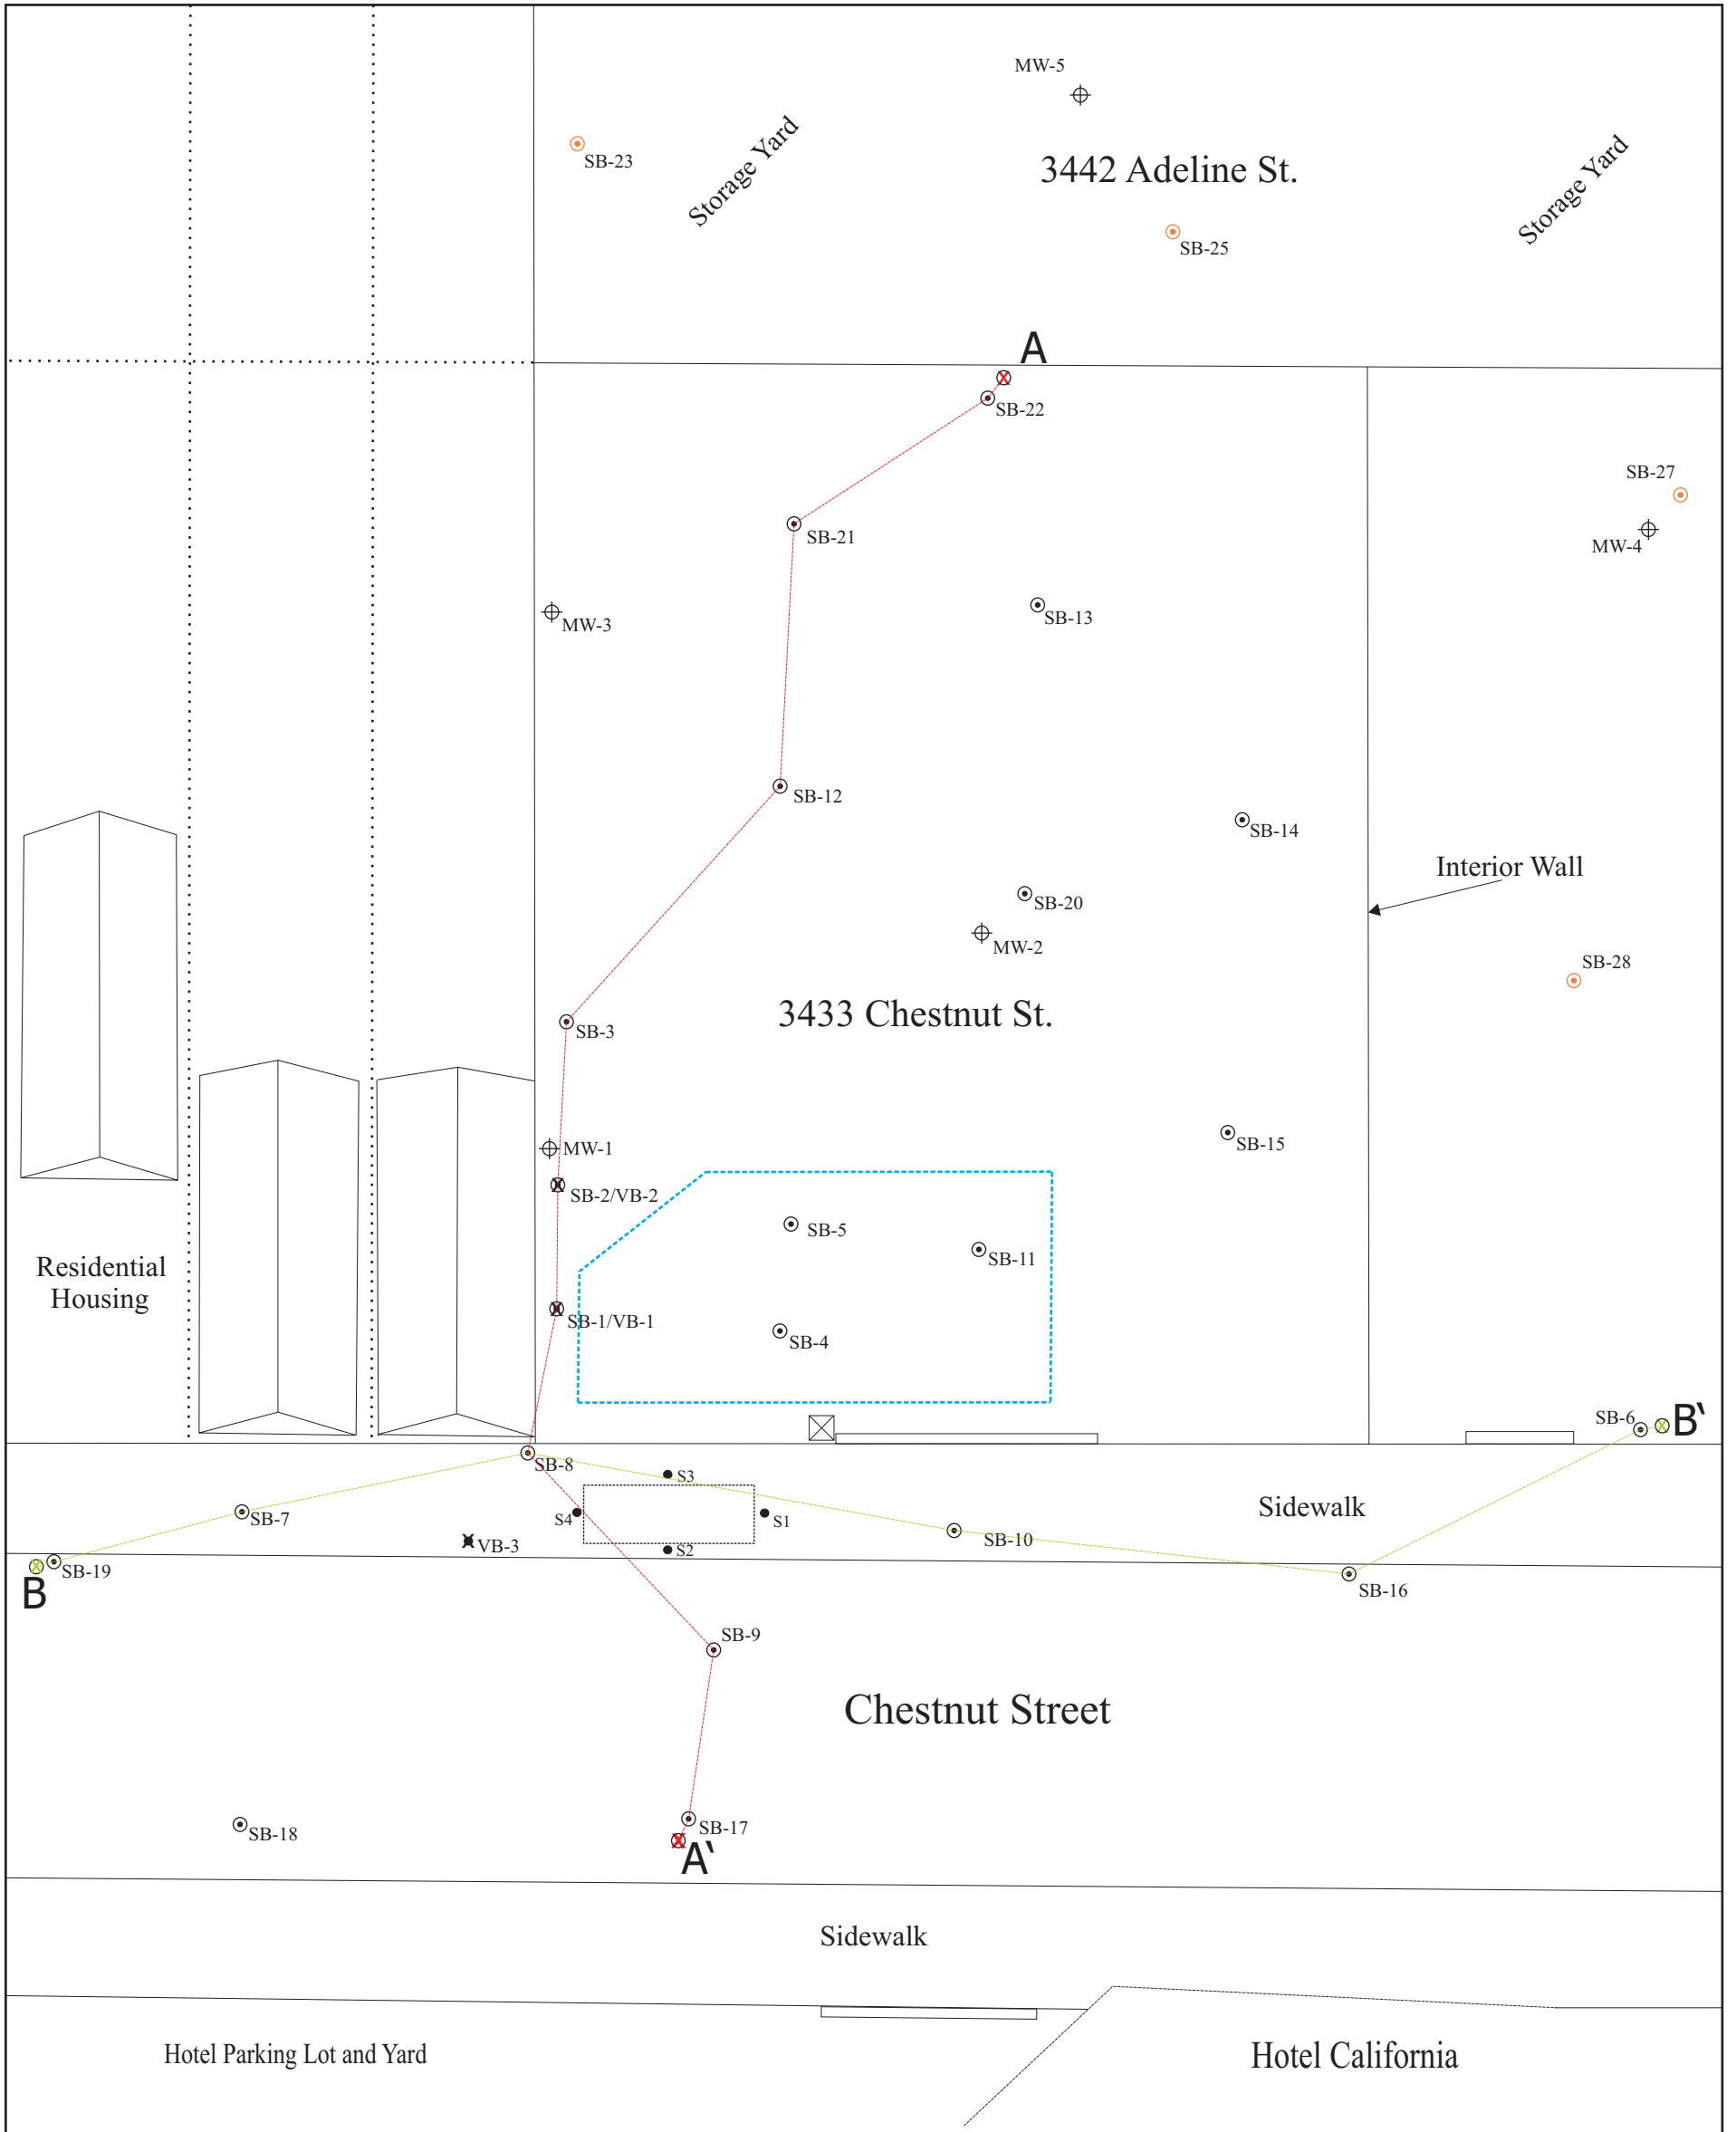 MW-5
SB-23
Storage Yard
3442 Adeline St.
Storage Yard
SB-25
A
SB-22
SB-27
SB-21
MW-4
SB-13
MW-3
SB-12
SB-14
Interior Wall
SB-20
MW-2
SB-28
3433 Chestnut St.
SB-3
SB-15
MW-1
SB-2/VB-2
SB-5
SB-11
Residential
Housing
SB-1/VB-1
SB-4
SB-6
B`
SB-8
S3
Sidewalk
SB-7
S4
S1
SB-10
VB-3
S2
SB-19
B
SB-16
SB-9
Chestnut Street
SB-17
SB-18
A`
Sidewalk
Hotel Parking Lot and Yard
Hotel California